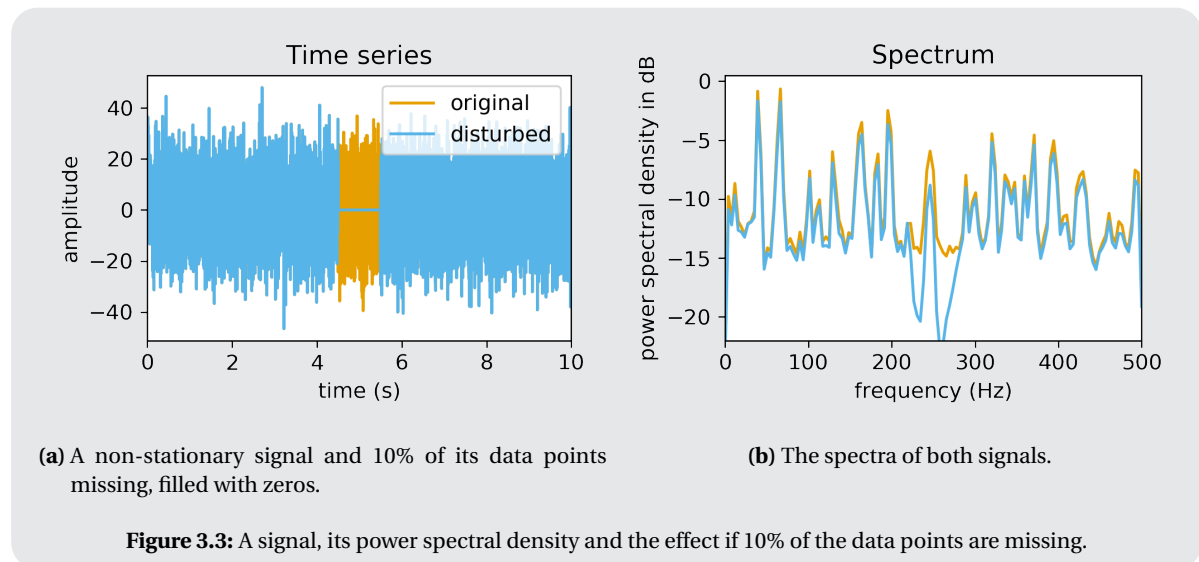 Time series
amplitude
40
20
0
−20
−40
original
disturbed
0 2 4 6 8 10
time (s)
Spectrum
power spectral density in dB
0
−5
−10
−15
−20
0 100 200 300 400 500
frequency (Hz)
(a) A non-stationary signal and 10% of its data points
missing, filled with zeros.
(b) The spectra of both signals.
Figure 3.3: A signal, its power spectral density and the effect if 10% of the data points are missing.